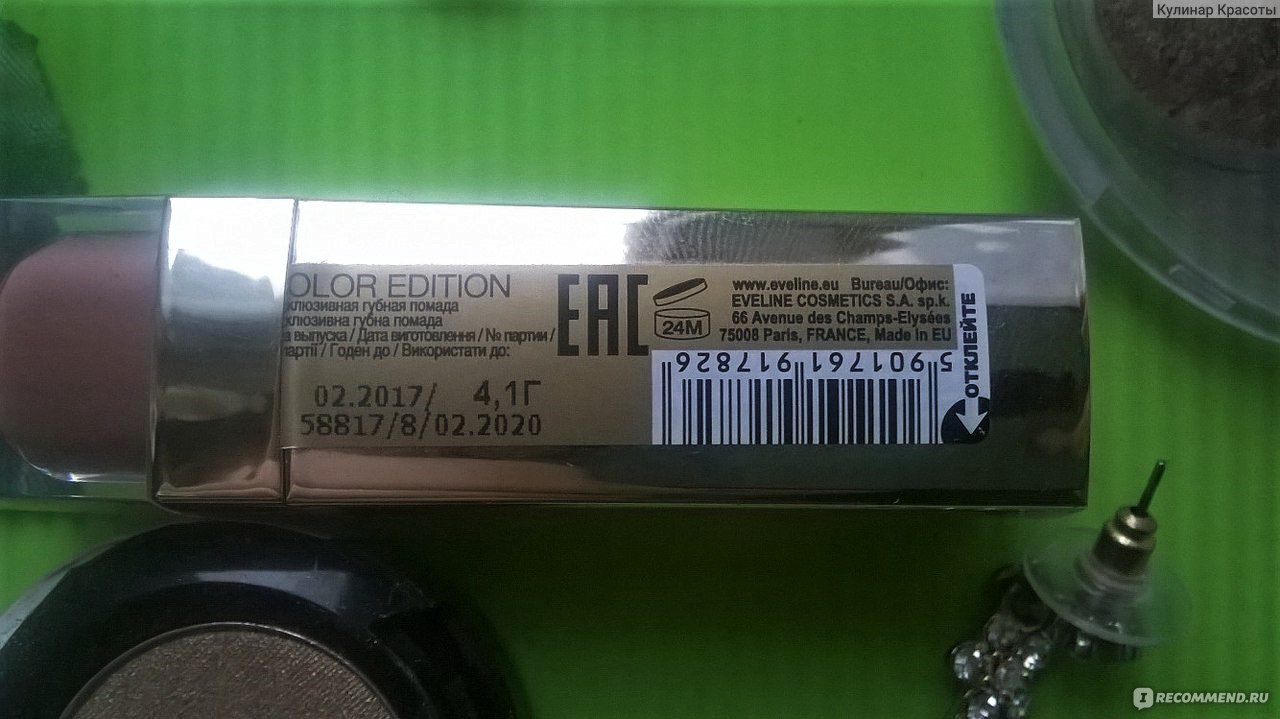 Кулинар Красоты
OLOR EDITION
клюзивная губная помада
клюзивна губна помада
а выпуска / Дата виготовлення / № партии /
партії / Годен до / Використати до:
02.2017/ 4,1Г
58817/8/02.2020
EAC
24M
www.eveline.eu Bureau/Офис:
EVELINE COSMETICS S.A. sp.k.
66 Avenue des Champs-Elysées
75008 Paris, FRANCE, Made in EU
5 901761 917826
ОТКЛЕЙТЕ
I RECOMMEND.RU